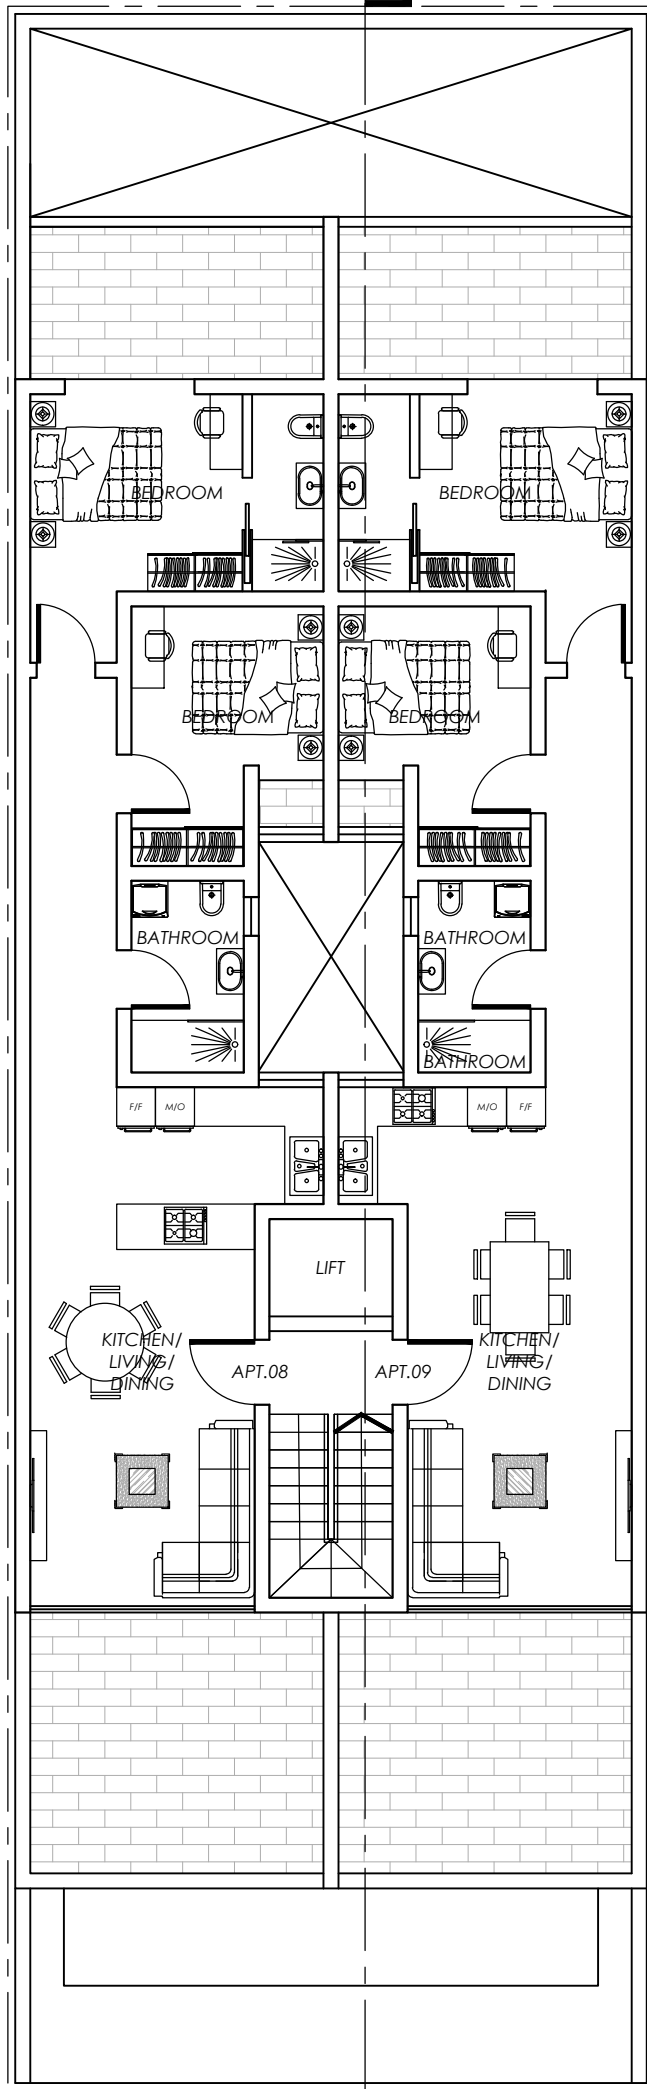 BEDROOM
BEDROOM
BEDROOM
BEDROOM
BATHROOM
BATHROOM
BATHROOM
F/F
M/O
M/O
F/F
LIFT
KITCHEN/
LIVING/
DINING
APT.08
APT.09
KITCHEN/
LIVING/
DINING